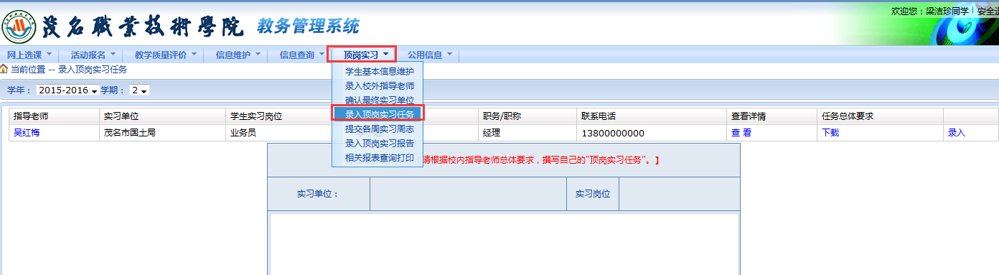 欢迎您：梁洁珍同学 | 安全退
茂名職業技術學院 教务管理系统
网上选课 活动报名 教学质量评价 信息维护 信息查询 顶岗实习 公用信息
当前位置 -- 录入顶岗实习任务
学生基本信息维护
录入校外指导老师
确认最终实习单位
录入顶岗实习任务
提交各周实习周志
录入顶岗实习报告
相关报表查询打印
学年： 2015-2016 学期： 2
指导老师 实习单位 学生实习岗位 职务/职称 联系电话 查看详情 任务总体要求
吴红梅 茂名市国土局 业务员 经理 13800000000 查 看 下载 录入
请根据校内指导老师总体要求，撰写自己的"顶岗实习任务"。】
实习单位： 实习岗位